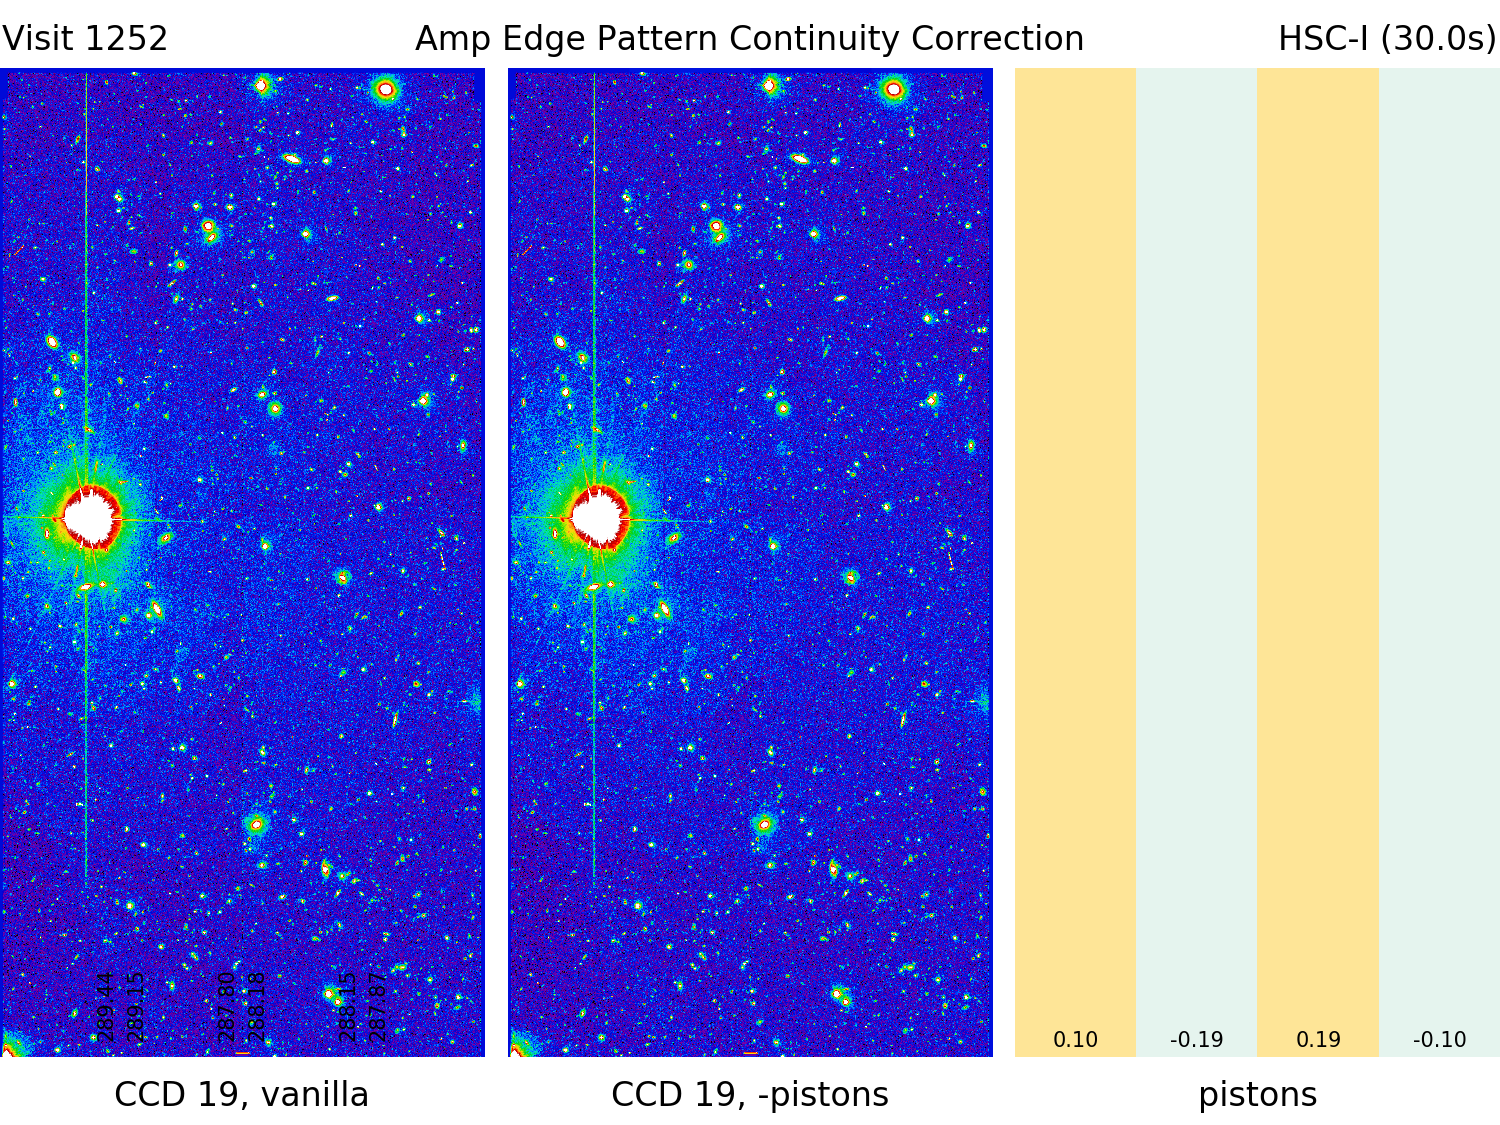 Visit 1252 Amp Edge Pattern Continuity Correction HSC-I (30.0s)
289.44 289.15 287.80 288.18 288.15 287.87
0.10 -0.19 0.19 -0.10
CCD 19, vanilla CCD 19, -pistons pistons